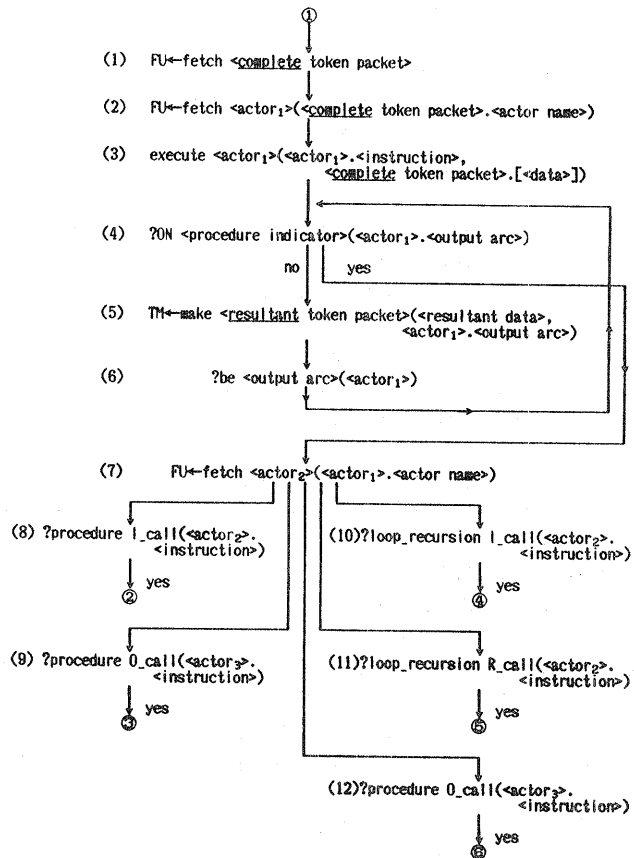 ①
(1) FU←fetch <complete token packet>
(2) FU←fetch <actor₁>(<complete token packet>.<actor name>)
(3) execute <actor₁>(<actor₁>.<instruction>,
<complete token packet>.[<data>])
(4) ?ON <procedure indicator>(<actor₁>.<output arc>)
no yes
(5) TM←make <resultant token packet>(<resultant data>,
<actor₁>.<output arc>)
(6) ?be <output arc>(<actor₁>)
(7) FU←fetch <actor₂>(<actor₁>.<actor name>)
(8) ?procedure I_call(<actor₂>.
<instruction>)
yes
②
(10)?loop_recursion I_call(<actor₂>.
<instruction>)
yes
④
(9) ?procedure O_call(<actor₃>.
<instruction>)
yes
③
(11)?loop_recursion R_call(<actor₂>.
<instruction>)
yes
⑤
(12)?procedure O_call(<actor₃>.
<instruction>)
yes
⑥